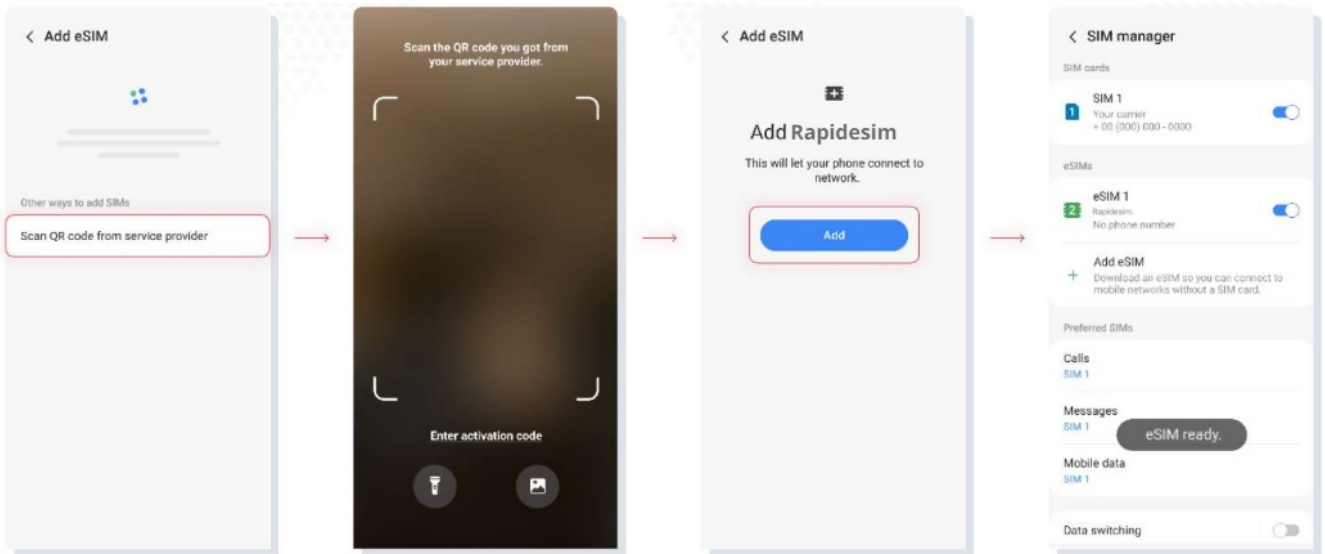 Add eSIM
Other ways to add SIMs
Scan QR code from service provider
Scan the QR code you got from
your service provider.
Enter activation code
Add eSIM
Add Rapidesim
This will let your phone connect to
network.
Add
SIM manager
SIM cards
1
SIM 1
Your carrier
+ 00 (000) 000 - 0000
eSIMs
2
eSIM 1
Rapidesim.
No phone number
Add eSIM
Download an eSIM so you can connect to
mobile networks without a SIM card.
Preferred SIMs
Calls
SIM 1
Messages
SIM 1
eSIM ready.
Mobile data
SIM 1
Data switching